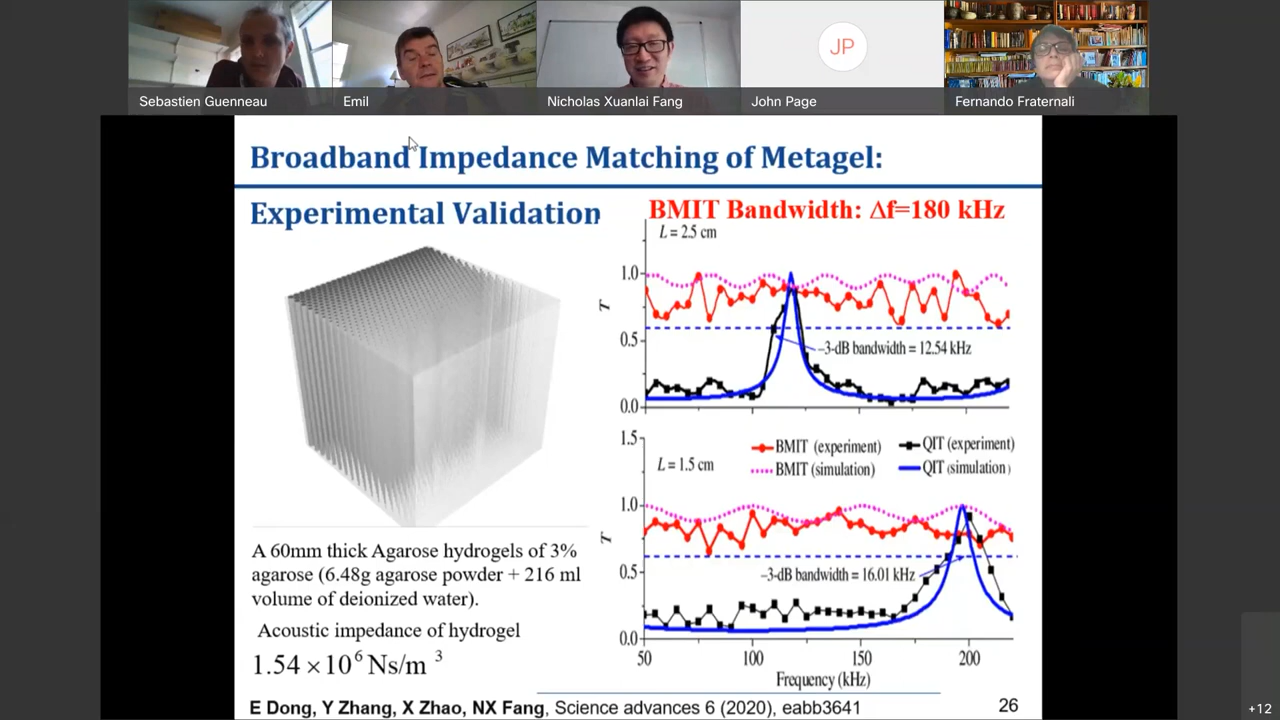 JP
Sebastien Guenneau
Emil
Nicholas Xuanlai Fang
John Page
Fernando Fraternali
Broadband Impedance Matching of Metagel:
Experimental Validation
BMIT Bandwidth: Δf=180 kHz
L = 2.5 cm
1.0
T
0.5
–3-dB bandwidth = 12.54 kHz
0.0
1.5
BMIT (experiment)
QIT (experiment)
L = 1.5 cm
BMIT (simulation)
QIT (simulation)
1.0
T
0.5
–3-dB bandwidth = 16.01 kHz
0.0
50 100 150 200
Frequency (kHz)
A 60mm thick Agarose hydrogels of 3%
agarose (6.48g agarose powder + 216 ml
volume of deionized water).
Acoustic impedance of hydrogel
1.54 ×10⁶ Ns/m ³
E Dong, Y Zhang, X Zhao, NX Fang, Science advances 6 (2020), eabb3641
26
+12